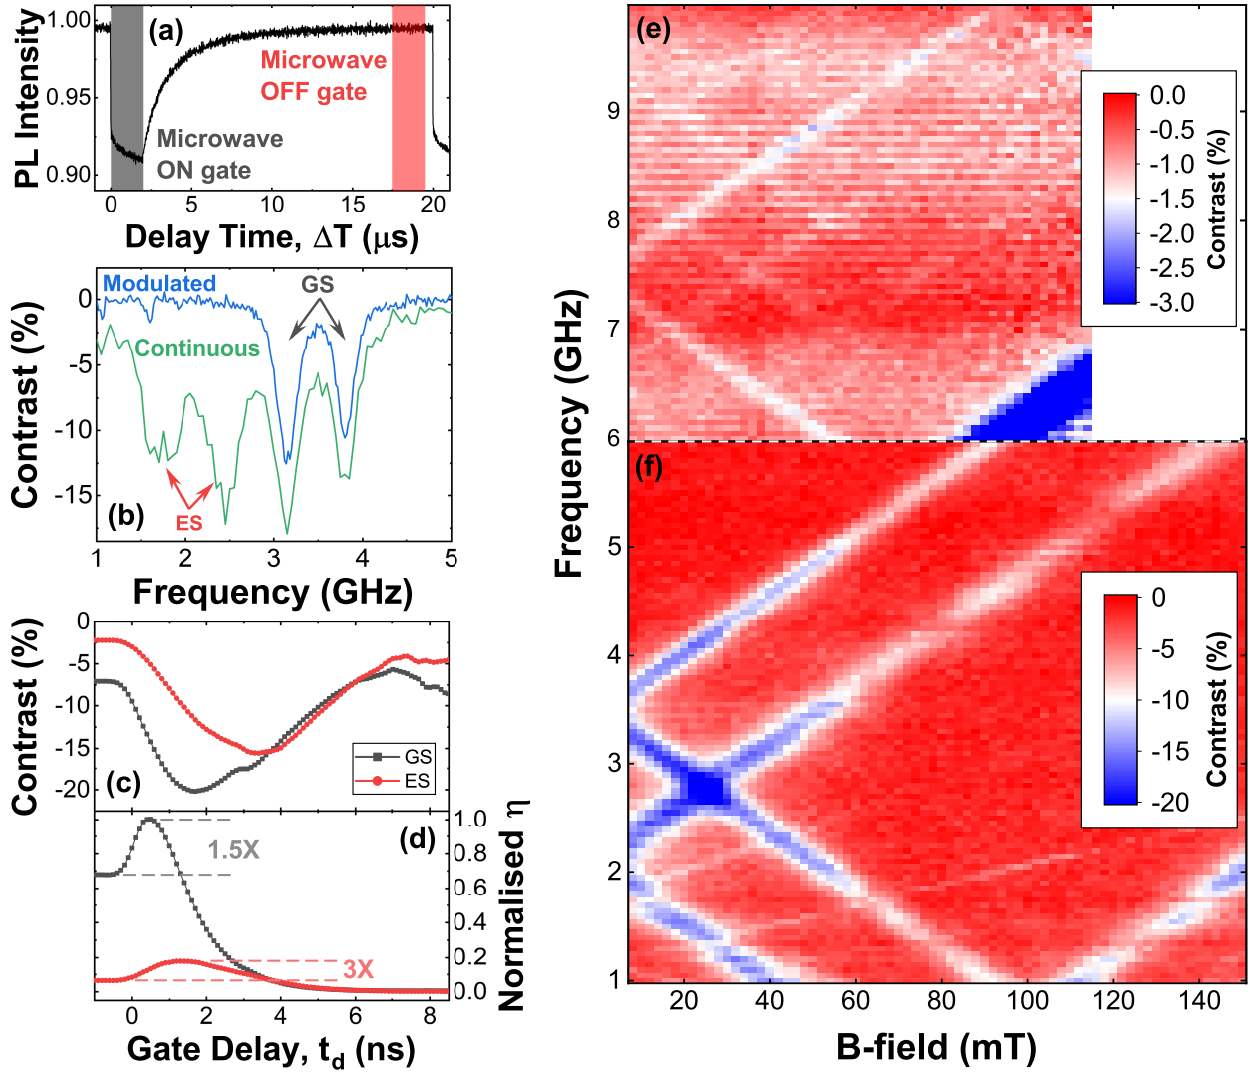 1.00
0.95
0.90
PL Intensity
(a)
Microwave
OFF gate
Microwave
ON gate
0
5
10
15
20
Delay Time, ΔT (μs)
0
-5
-10
-15
Contrast (%)
Modulated
GS
Continuous
ES
(b)
1
2
3
4
5
Frequency (GHz)
0
-5
-10
-15
-20
Contrast (%)
(c)
GS
ES
(d)
1.5X
3X
1.0
0.8
0.6
0.4
0.2
0.0
Normalised η
0
2
4
6
8
Gate Delay, t_d (ns)
(e)
9
8
7
6
0.0
-0.5
-1.0
-1.5
-2.0
-2.5
-3.0
Contrast (%)
Frequency (GHz)
(f)
5
4
3
2
1
0
-5
-10
-15
-20
Contrast (%)
20
40
60
80
100
120
140
B-field (mT)